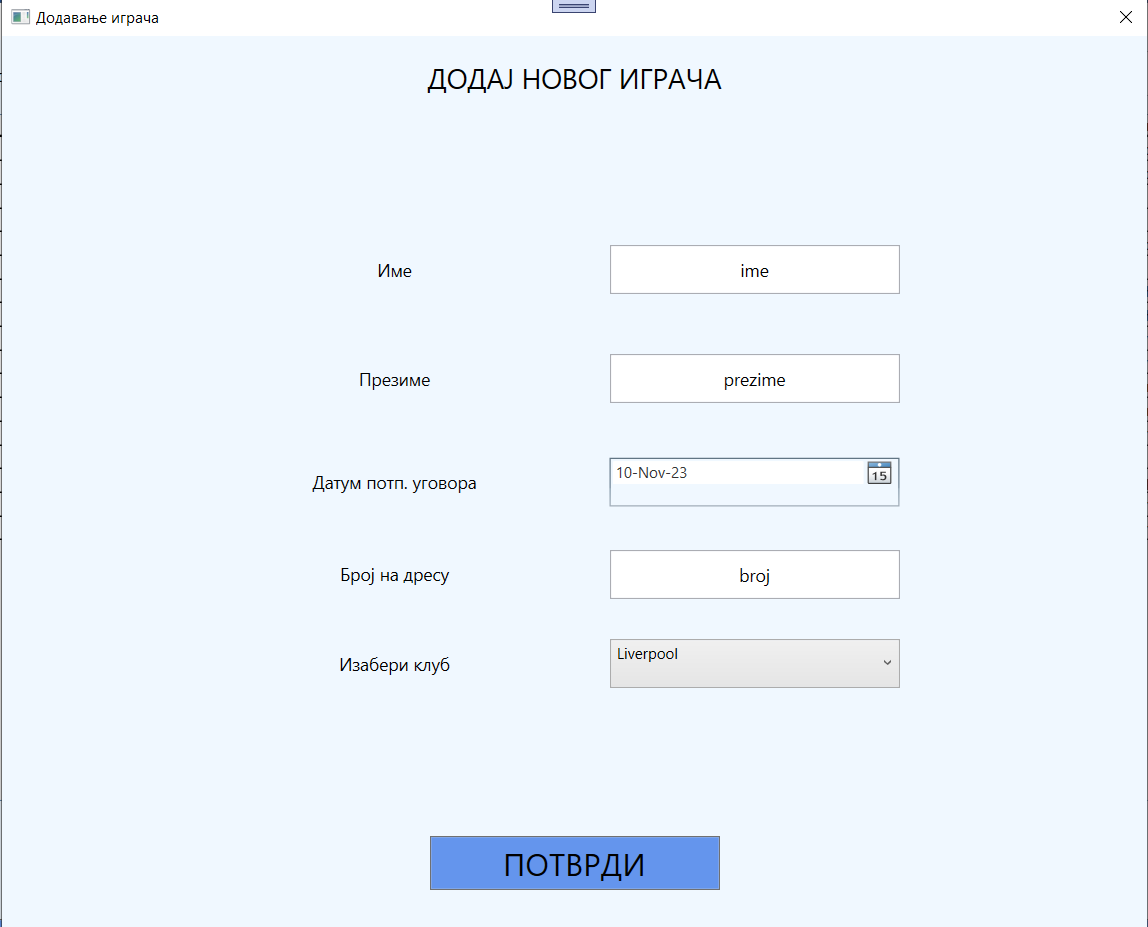 Додавање играча
ДОДАЈ НОВОГ ИГРАЧА
Име
ime
Презиме
prezime
Датум потп. уговора
10-Nov-23
15
Број на дресу
broj
Изабери клуб
Liverpool
ПОТВРДИ